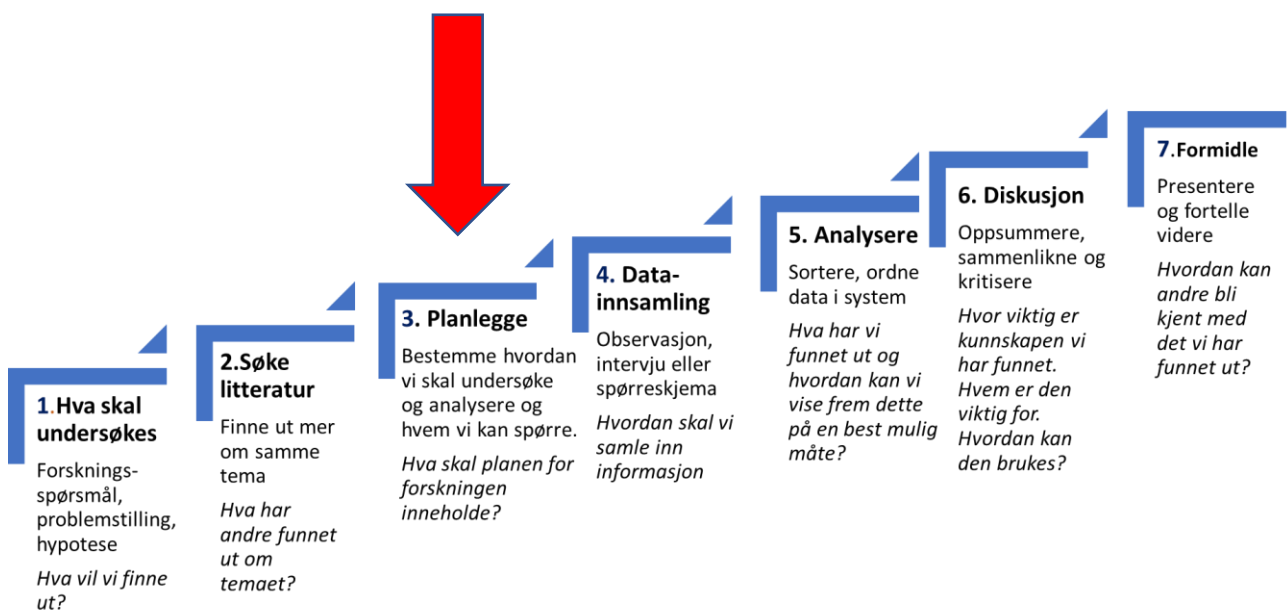 1.Hva skal
undersøkes
Forsknings-
spørsmål,
problemstilling,
hypotese
Hva vil vi finne
ut?
2.Søke
litteratur
Finne ut mer
om samme
tema
Hva har
andre funnet
ut om
temaet?
3. Planlegge
Bestemme hvordan
vi skal undersøke
og analysere og
hvem vi kan spørre.
Hva skal planen for
forskningen
inneholde?
4. Data-
innsamling
Observasjon,
intervju eller
spørreskjema
Hvordan skal vi
samle inn
informasjon
5. Analysere
Sortere, ordne
data i system
Hva har vi
funnet ut og
hvordan kan vi
vise frem dette
på en best mulig
måte?
6. Diskusjon
Oppsummere,
sammenlikne og
kritisere
Hvor viktig er
kunnskapen vi
har funnet.
Hvem er den
viktig for.
Hvordan kan
den brukes?
7.Formidle
Presentere
og fortelle
videre
Hvordan kan
andre bli
kjent med
det vi har
funnet ut?